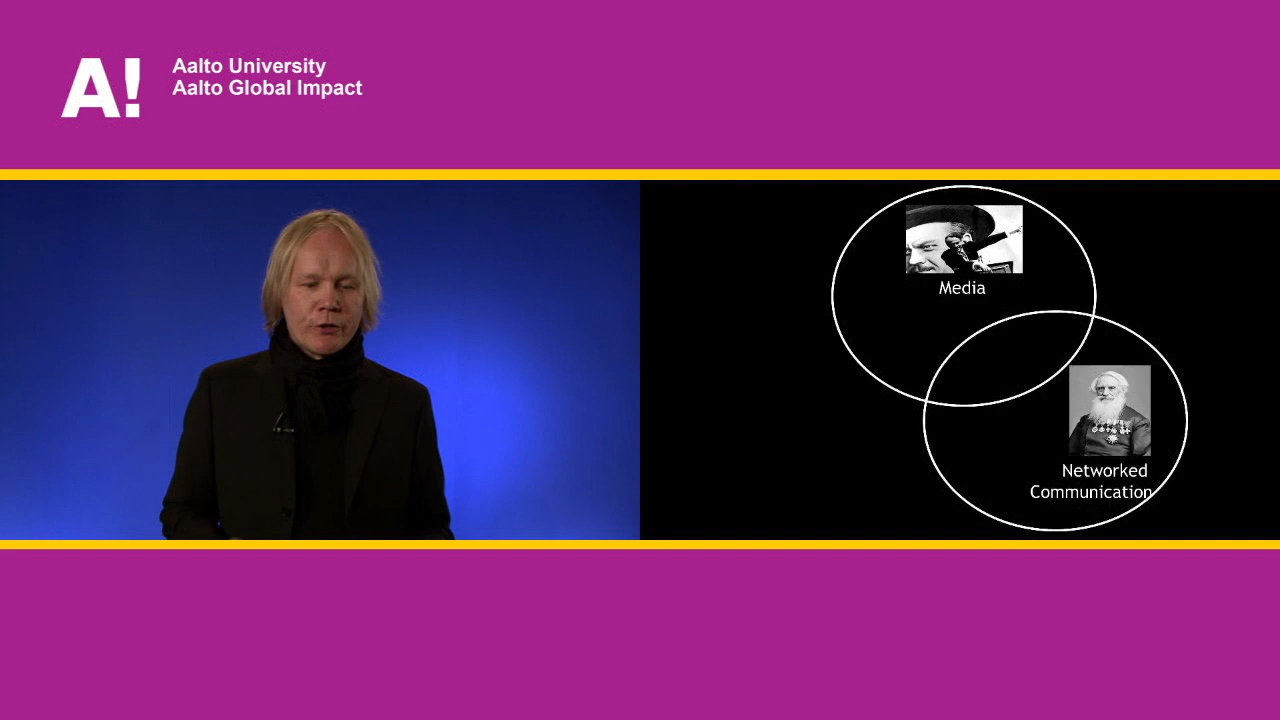 A!
Aalto University
Aalto Global Impact
Media
Networked
Communication